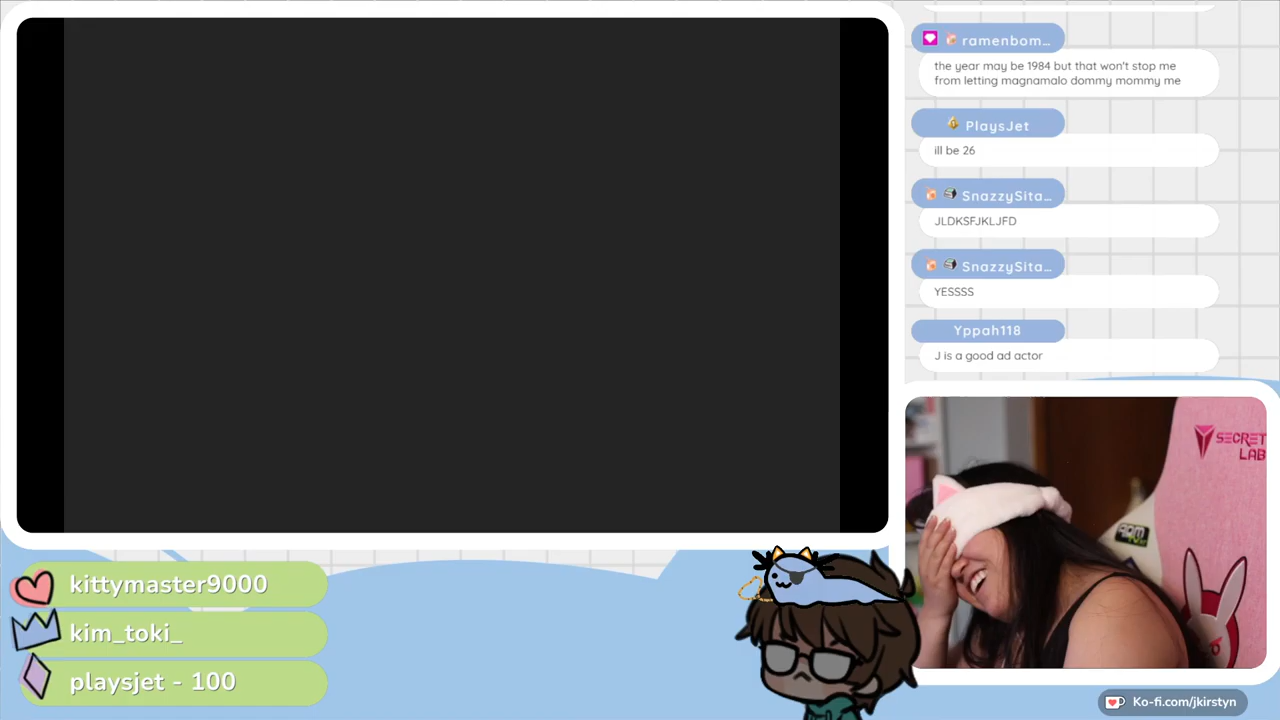 ramenbom...
the year may be 1984 but that won't stop me
from letting magnamalo dommy mommy me
PlaysJet
ill be 26
SnazzySita...
JLDKSFJKLJFD
SnazzySita...
YESSSS
Yppah118
J is a good ad actor
SECRET
LAB
kittymaster9000
kim_toki_
playsjet - 100
Ko-fi.com/jkirstyn